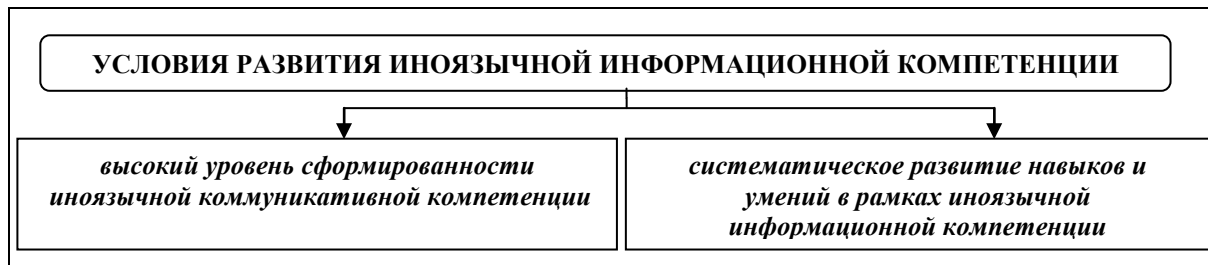 УСЛОВИЯ РАЗВИТИЯ ИНОЯЗЫЧНОЙ ИНФОРМАЦИОННОЙ КОМПЕТЕНЦИИ
высокий уровень сформированности
иноязычной коммуникативной компетенции
систематическое развитие навыков и
умений в рамках иноязычной
информационной компетенции